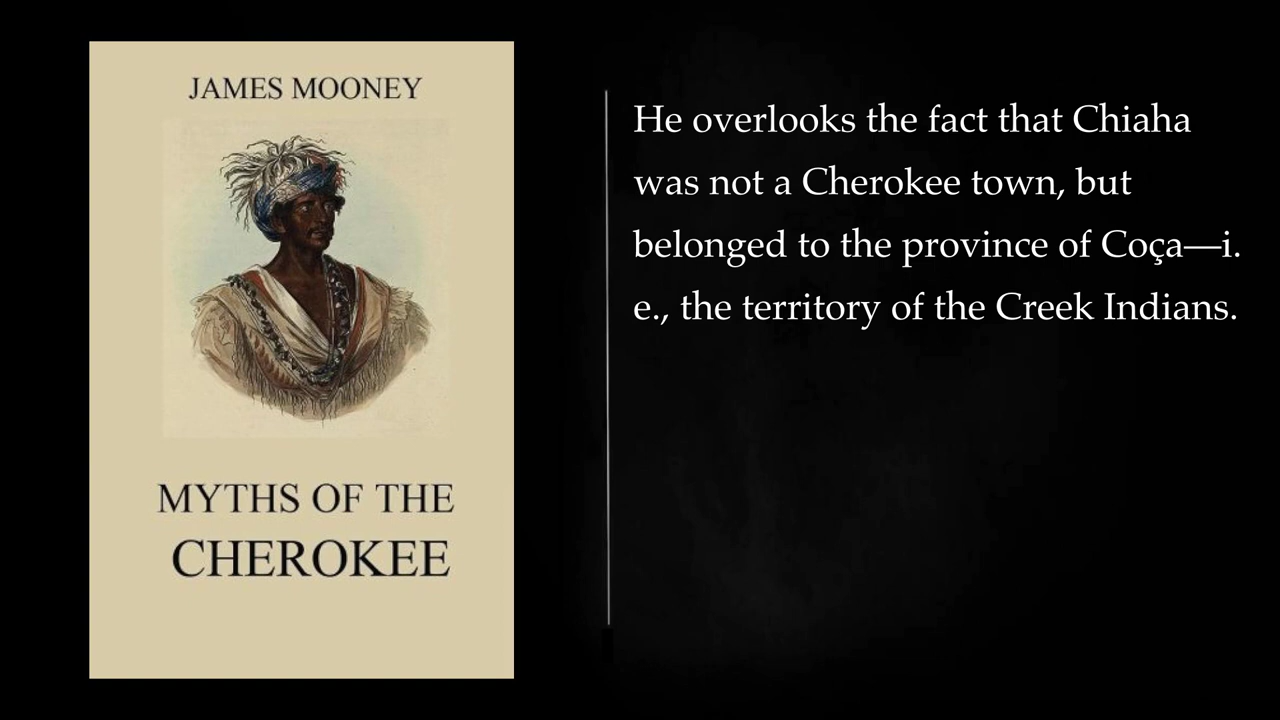 JAMES MOONEY
MYTHS OF THE
CHEROKEE
He overlooks the fact that Chiaha
was not a Cherokee town, but
belonged to the province of Coça—i.
e., the territory of the Creek Indians.